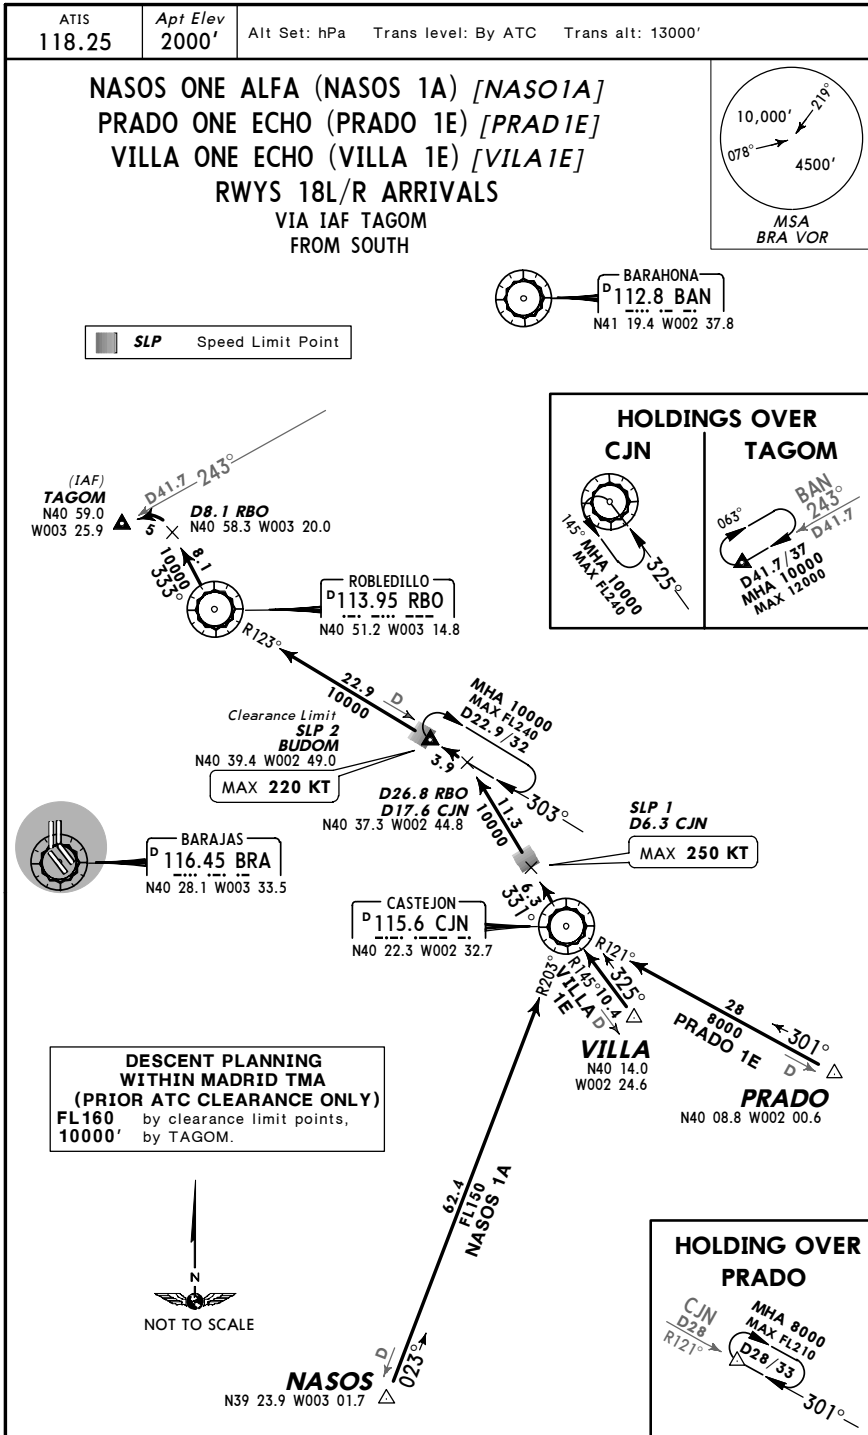 ATIS
118.25
Apt Elev
2000'
Alt Set: hPa Trans level: By ATC Trans alt: 13000'
NASOS ONE ALFA (NASOS 1A) [NASO1A]
PRADO ONE ECHO (PRADO 1E) [PRAD1E]
VILLA ONE ECHO (VILLA 1E) [VILA1E]
RWYS 18L/R ARRIVALS
VIA IAF TAGOM
FROM SOUTH
10,000'
219°
078°
4500'
MSA
BRA VOR
BARAHONA
D 112.8 BAN
N41 19.4 W002 37.8
SLP Speed Limit Point
HOLDINGS OVER
CJN
145°
MHA 10000
MAX FL240
325°
TAGOM
063°
BAN
243°
D41.7
D41.7/37
MHA 10000
MAX 12000
(IAF)
TAGOM
N40 59.0
W003 25.9
D41.7 243°
5
D8.1 RBO
N40 58.3 W003 20.0
8.1
10000
333°
ROBLEDILLO
D 113.95 RBO
N40 51.2 W003 14.8
R123°
22.9
10000
D
MHA 10000
MAX FL240
D22.9/32
Clearance Limit
SLP 2
BUDOM
N40 39.4 W002 49.0
MAX 220 KT
3.9
303°
D26.8 RBO
D17.6 CJN
N40 37.3 W002 44.8
11.3
10000
SLP 1
D6.3 CJN
MAX 250 KT
BARAJAS
D 116.45 BRA
N40 28.1 W003 33.5
6.3
331°
CASTEJON
D 115.6 CJN
N40 22.3 W002 32.7
R203°
R145°
10.4
325°
VILLA
1E
D
R121°
28
8000
PRADO 1E
301°
D
VILLA
N40 14.0
W002 24.6
PRADO
N40 08.8 W002 00.6
DESCENT PLANNING
WITHIN MADRID TMA
(PRIOR ATC CLEARANCE ONLY)
FL160 by clearance limit points,
10000' by TAGOM.
62.4
FL150
NASOS 1A
N
NOT TO SCALE
D
023°
NASOS
N39 23.9 W003 01.7
HOLDING OVER
PRADO
CJN
D28
R121°
MHA 8000
MAX FL210
D28/33
301°